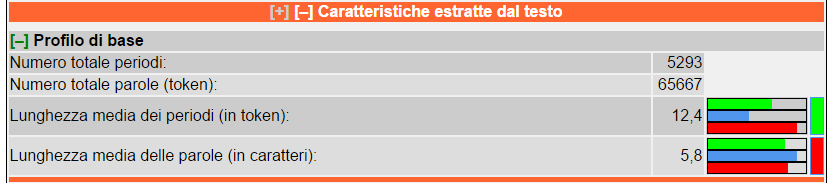 [+] [–] Caratteristiche estratte dal testo
[–] Profilo di base
Numero totale periodi: 5293
Numero totale parole (token): 65667
Lunghezza media dei periodi (in token): 12,4
Lunghezza media delle parole (in caratteri): 5,8